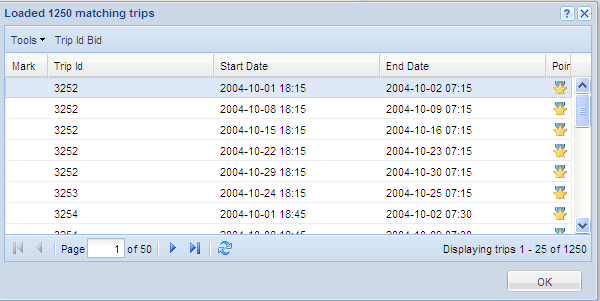 Loaded 1250 matching trips
Tools Trip Id Bid
Mark Trip Id Start Date End Date Poin
3252 2004-10-01 18:15 2004-10-02 07:15
3252 2004-10-08 18:15 2004-10-09 07:15
3252 2004-10-15 18:15 2004-10-16 07:15
3252 2004-10-22 18:15 2004-10-23 07:15
3252 2004-10-29 18:15 2004-10-30 07:15
3253 2004-10-24 18:15 2004-10-25 07:15
3254 2004-10-01 18:45 2004-10-02 07:30
Page 1 of 50 Displaying trips 1 - 25 of 1250
OK